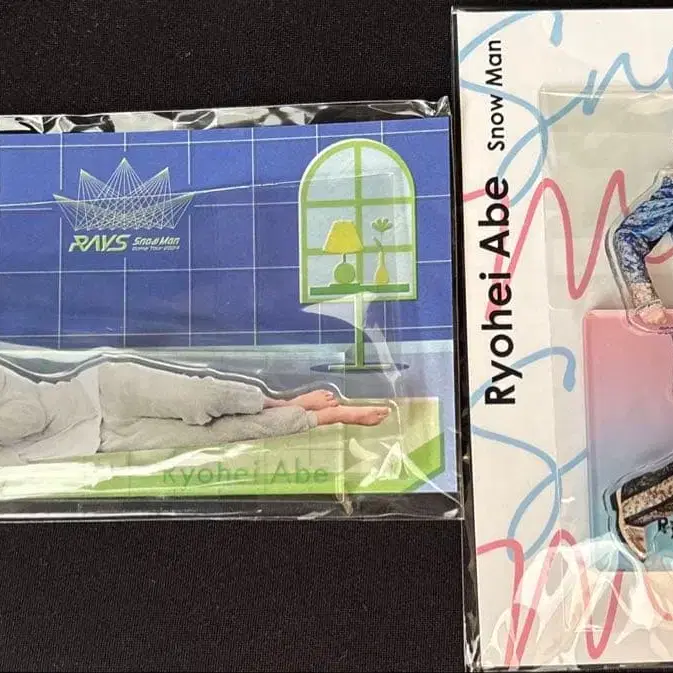 RAYS Snow Man
Dome Tour 2024
Ryohei Abe
Ryohei Abe Snow Man